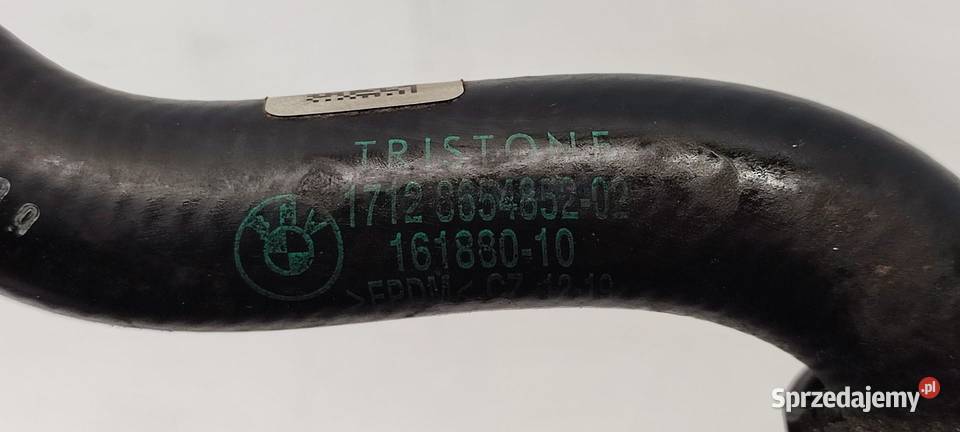 TRISTONE
1712 8654852-02
161880-10
>EPDM< CZ 12.19
Sprzedajemy.pl